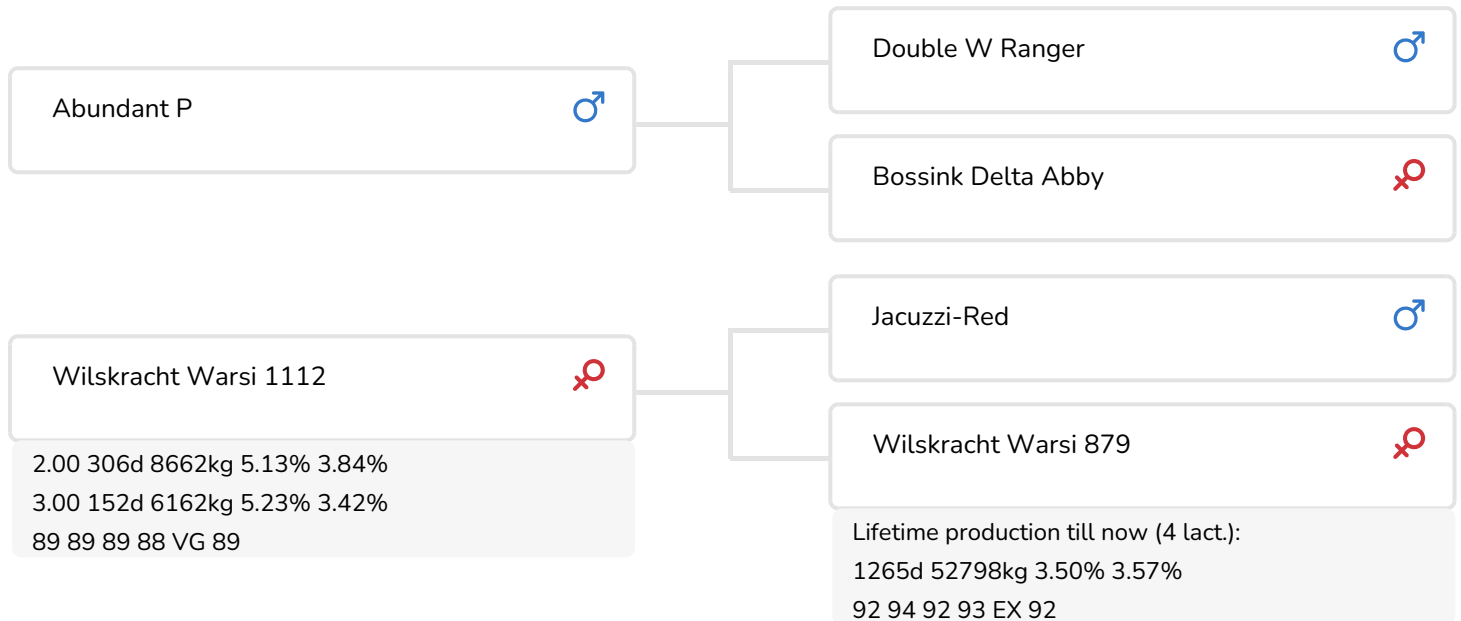 Abundant P
Double W Ranger
Bossink Delta Abby
Wilskracht Warsi 1112
2.00 306d 8662kg 5.13% 3.84%
3.00 152d 6162kg 5.23% 3.42%
89 89 89 88 VG 89
Jacuzzi-Red
Wilskracht Warsi 879
Lifetime production till now (4 lact.):
1265d 52798kg 3.50% 3.57%
92 94 92 93 EX 92